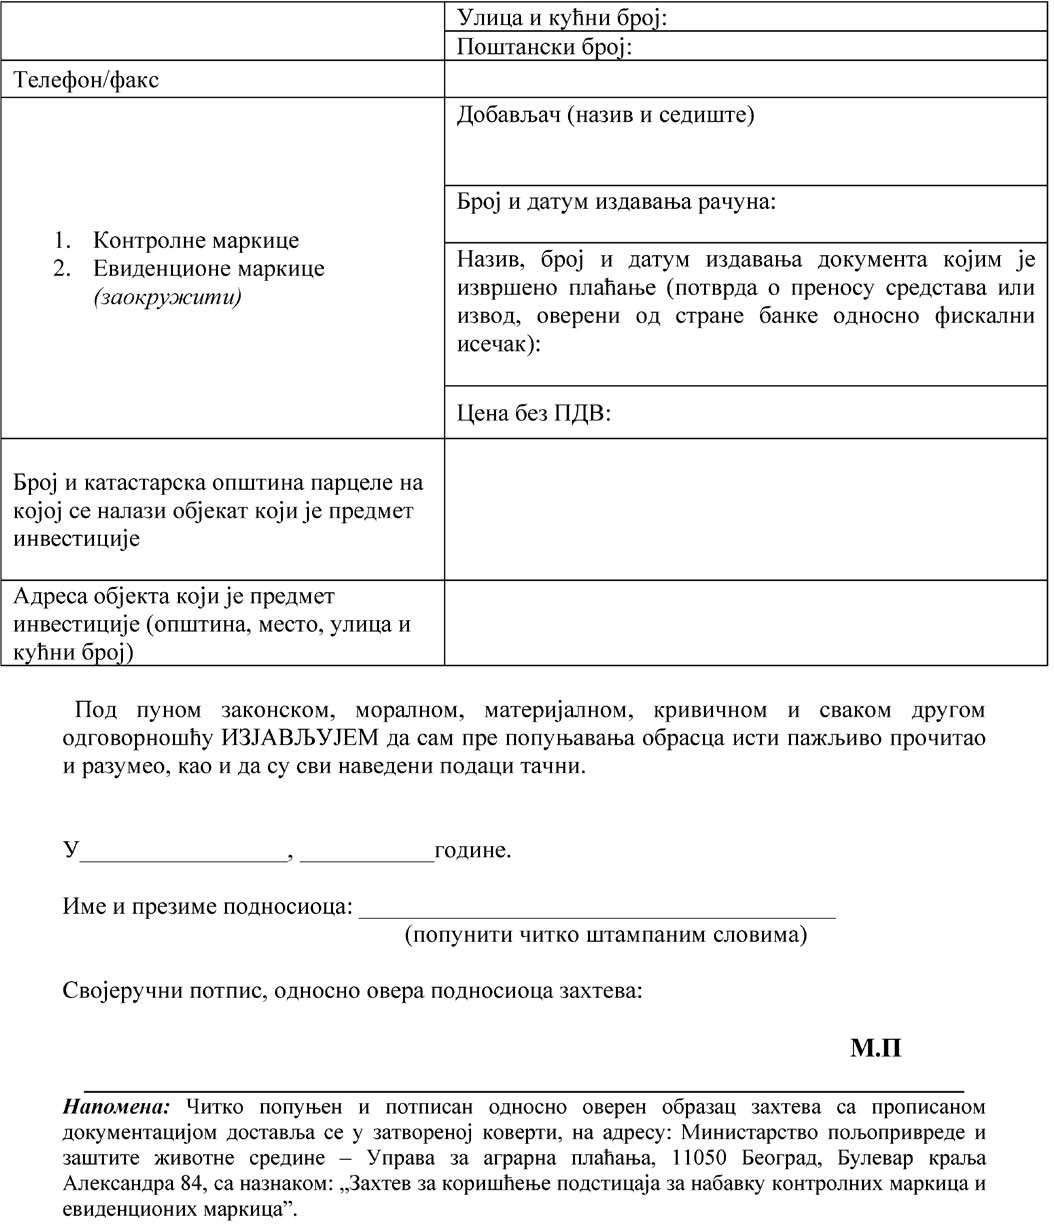 Улица и кућни број:
Поштански број:
Телефон/факс
1. Контролне маркице
2. Евиденционе маркице
(заокружити)
Добављач (назив и седиште)
Број и датум издавања рачуна:
Назив, број и датум издавања документа којим је
извршено плаћање (потврда о преносу средстава или
извод, оверени од стране банке односно фискални
исечак):
Цена без ПДВ:
Број и катастарска општина парцеле на
којој се налази објекат који је предмет
инвестиције
Адреса објекта који је предмет
инвестиције (општина, место, улица и
кућни број)
Под пуном законском, моралном, материјалном, кривичном и сваком другом
одговорношћу ИЗЈАВЉУЈЕМ да сам пре попуњавања обрасца исти пажљиво прочитао
и разумео, као и да су сви наведени подаци тачни.
У_________________, ___________године.
Име и презиме подносиоца: _______________________________________
(попунити читко штампаним словима)
Својеручни потпис, односно овера подносиоца захтева:
М.П
Напомена: Читко попуњен и потписан односно оверен образац захтева са прописаном
документацијом доставља се у затвореној коверти, на адресу: Министарство пољопривреде и
заштите животне средине – Управа за аграрна плаћања, 11050 Београд, Булевар краља
Александра 84, са назнаком: „Захтев за коришћење подстицаја за набавку контролних маркица и
евиденционих маркица”.